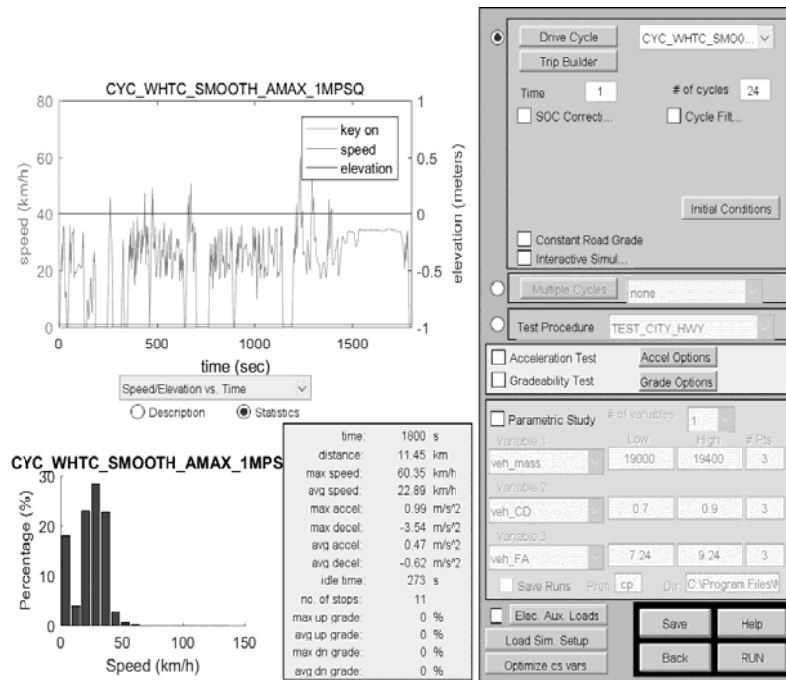 CYC_WHTC_SMOOTH_AMAX_1MPSQ
80
60
40
20
0
speed (km/h)
1
0.5
0
-0.5
-1
elevation (meters)
key on
speed
elevation
0 500 1000 1500
time (sec)
Speed/Elevation vs. Time
Description Statistics
CYC_WHTC_SMOOTH_AMAX_1MPS
30
20
10
0
Percentage (%)
0 50 100 150
Speed (km/h)
time: 1800 s
distance: 11.45 km
max speed: 60.35 km/h
avg speed: 22.89 km/h
max accel: 0.99 m/s^2
max decel: -3.54 m/s^2
avg accel: 0.47 m/s^2
avg decel: -0.62 m/s^2
idle time: 273 s
no. of stops: 11
max up grade: 0 %
avg up grade: 0 %
max dn grade: 0 %
avg dn grade: 0 %
Drive Cycle CYC_WHTC_SMO0...
Trip Builder
Time 1 # of cycles 24
SOC Correcti... Cycle Filt...
Initial Conditions
Constant Road Grade
Interactive Simul...
Multiple Cycles none
Test Procedure TEST_CITY_HWY
Acceleration Test Accel Options
Gradeability Test Grade Options
Parametric Study # of variables 1
Variable 1 Low High # Pts
veh_mass 19000 19400 3
Variable 2
veh_CD 0.7 0.9 3
Variable 3
veh_FA 7.24 9.24 3
Save Runs Prefi: cp Dir: C:\Program Files\
Elec. Aux. Loads
Load Sim. Setup
Optimize cs vars
Save Help
Back RUN